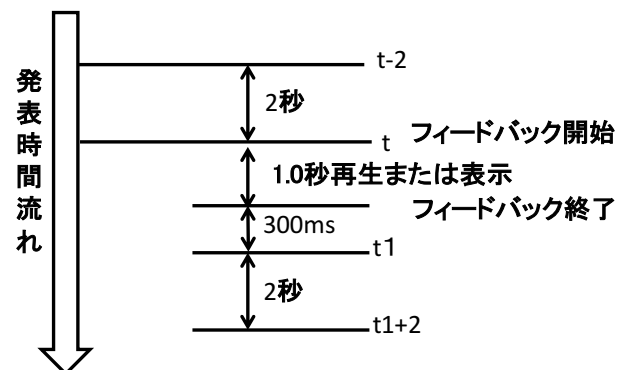 発表時間流れ
t-2
2秒
t
フィードバック開始
1.0秒再生または表示
フィードバック終了
300ms
t1
2秒
t1+2